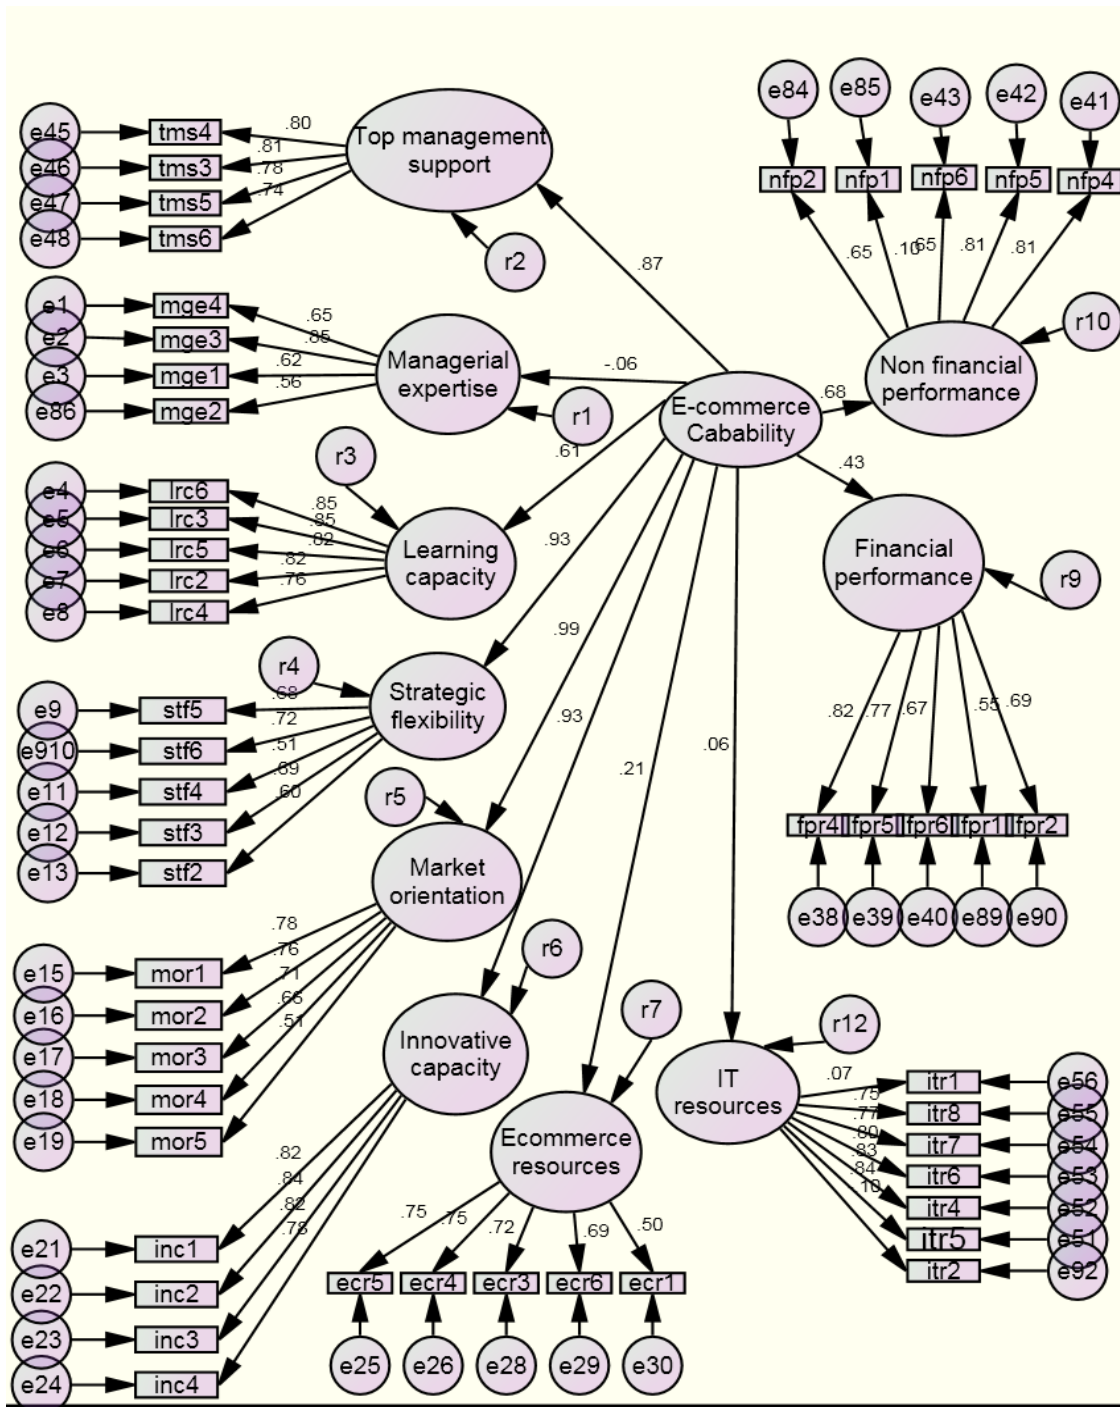 e84
e85
e43
e42
e41
nfp2
nfp1
nfp6
nfp5
nfp4
.65
.10
.65
.81
.81
Non financial
performance
r10
e45
tms4
.80
e46
tms3
.81
e47
tms5
.78
e48
tms6
.74
Top management
support
r2
.87
e1
mge4
.65
e2
mge3
.85
e3
mge1
.62
e86
mge2
.56
Managerial
expertise
r1
-.06
E-commerce
Cabability
.68
.43
r3
.61
e4
lrc6
.85
e5
lrc3
.85
e6
lrc5
.82
e7
lrc2
.82
e8
lrc4
.76
Learning
capacity
.93
Financial
performance
r9
.82
.77
.67
.55
.69
fpr4
fpr5
fpr6
fpr1
fpr2
e38
e39
e40
e89
e90
r4
e9
stf5
.68
e910
stf6
.72
e11
stf4
.51
e12
stf3
.69
e13
stf2
.60
Strategic
flexibility
.99
.93
.21
.06
r5
Market
orientation
e15
mor1
.78
e16
mor2
.76
e17
mor3
.71
e18
mor4
.66
e19
mor5
.51
r6
Innovative
capacity
e21
inc1
.82
e22
inc2
.84
e23
inc3
.82
e24
inc4
.78
r7
Ecommerce
resources
.75
.75
.72
.69
.50
ecr5
ecr4
ecr3
ecr6
ecr1
e25
e26
e28
e29
e30
r12
IT
resources
.07
itr1
e56
.75
itr8
e55
.77
itr7
e54
.80
itr6
e53
.83
itr4
e52
.84
itr5
e51
.10
itr2
e92